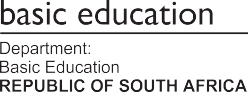 basic education
Department:
Basic Education
REPUBLIC OF SOUTH AFRICA